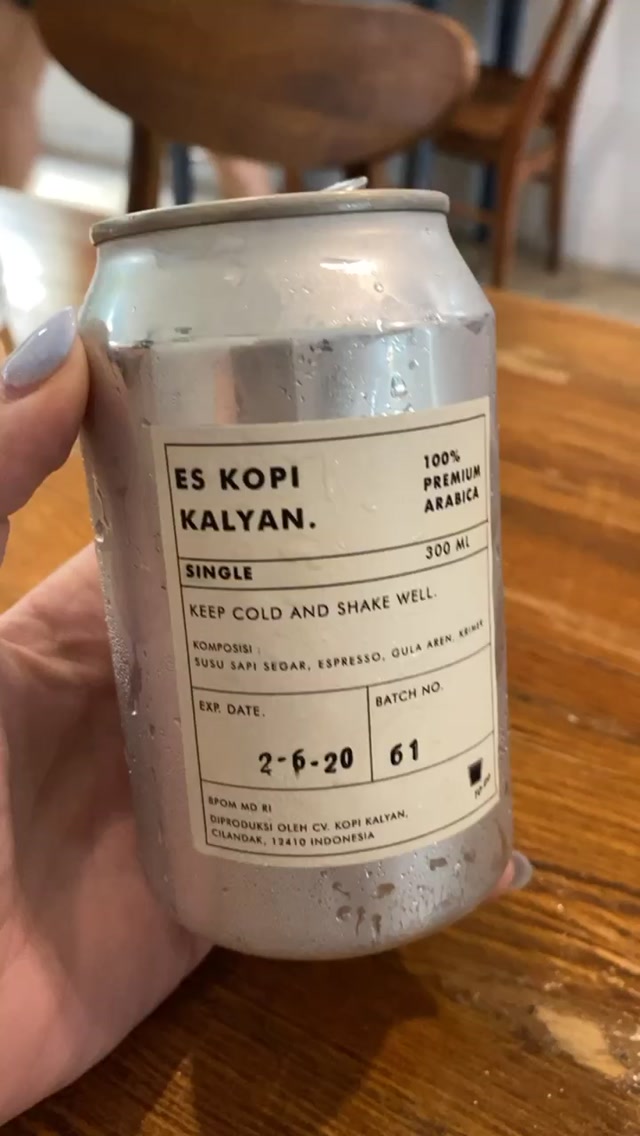 ES KOPI
KALYAN.
100%
PREMIUM
ARABICA
SINGLE
300 ML
KEEP COLD AND SHAKE WELL.
KOMPOSISI :
SUSU SAPI SEGAR, ESPRESSO, GULA AREN, KRIMER
EXP. DATE.
2-6-20
BATCH NO.
61
BPOM MD RI
DIPRODUKSI OLEH CV. KOPI KALYAN,
CILANDAK, 12410 INDONESIA